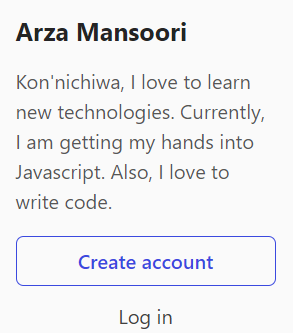 Arza Mansoori
Kon'nichiwa, I love to learn
new technologies. Currently,
I am getting my hands into
Javascript. Also, I love to
write code.
Create account
Log in